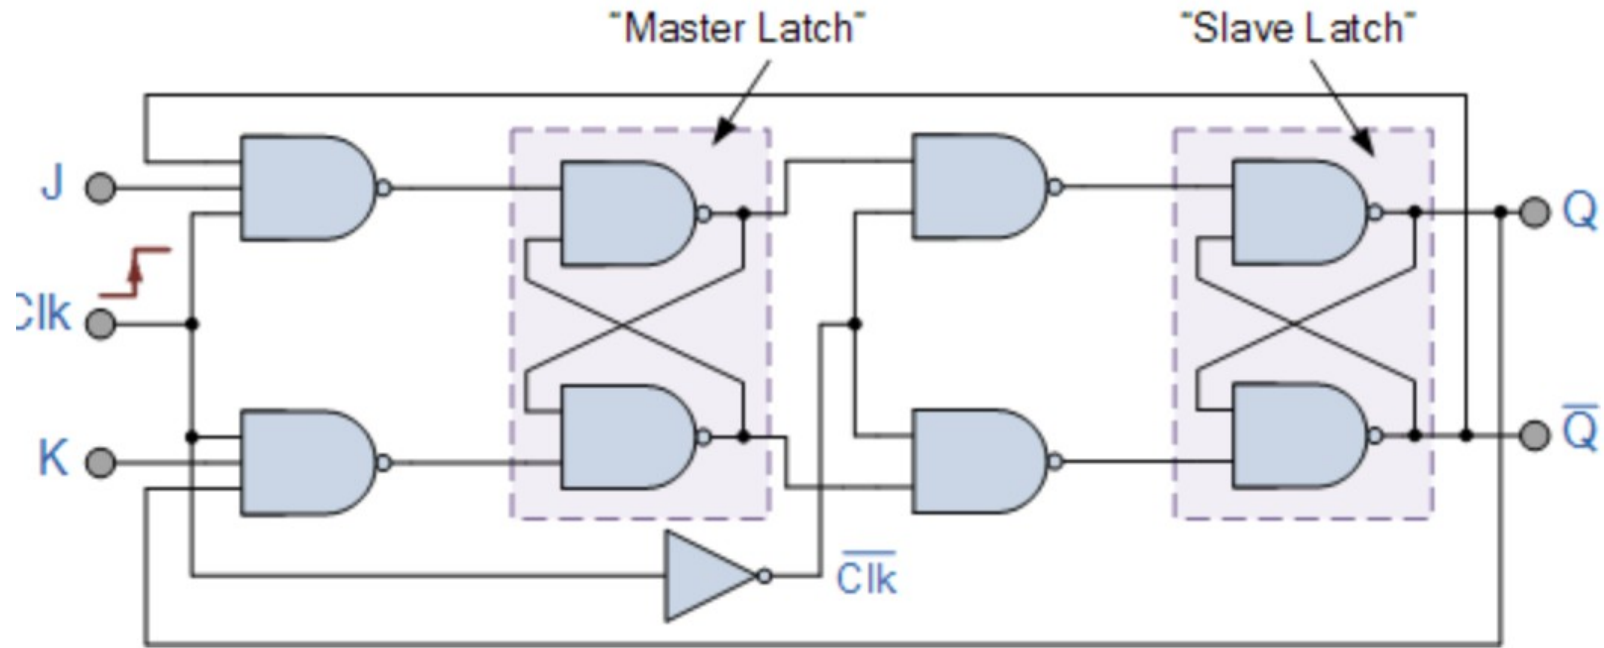 "Master Latch"
"Slave Latch"
J
Clk
K
Q
Q̅
C̅l̅k̅